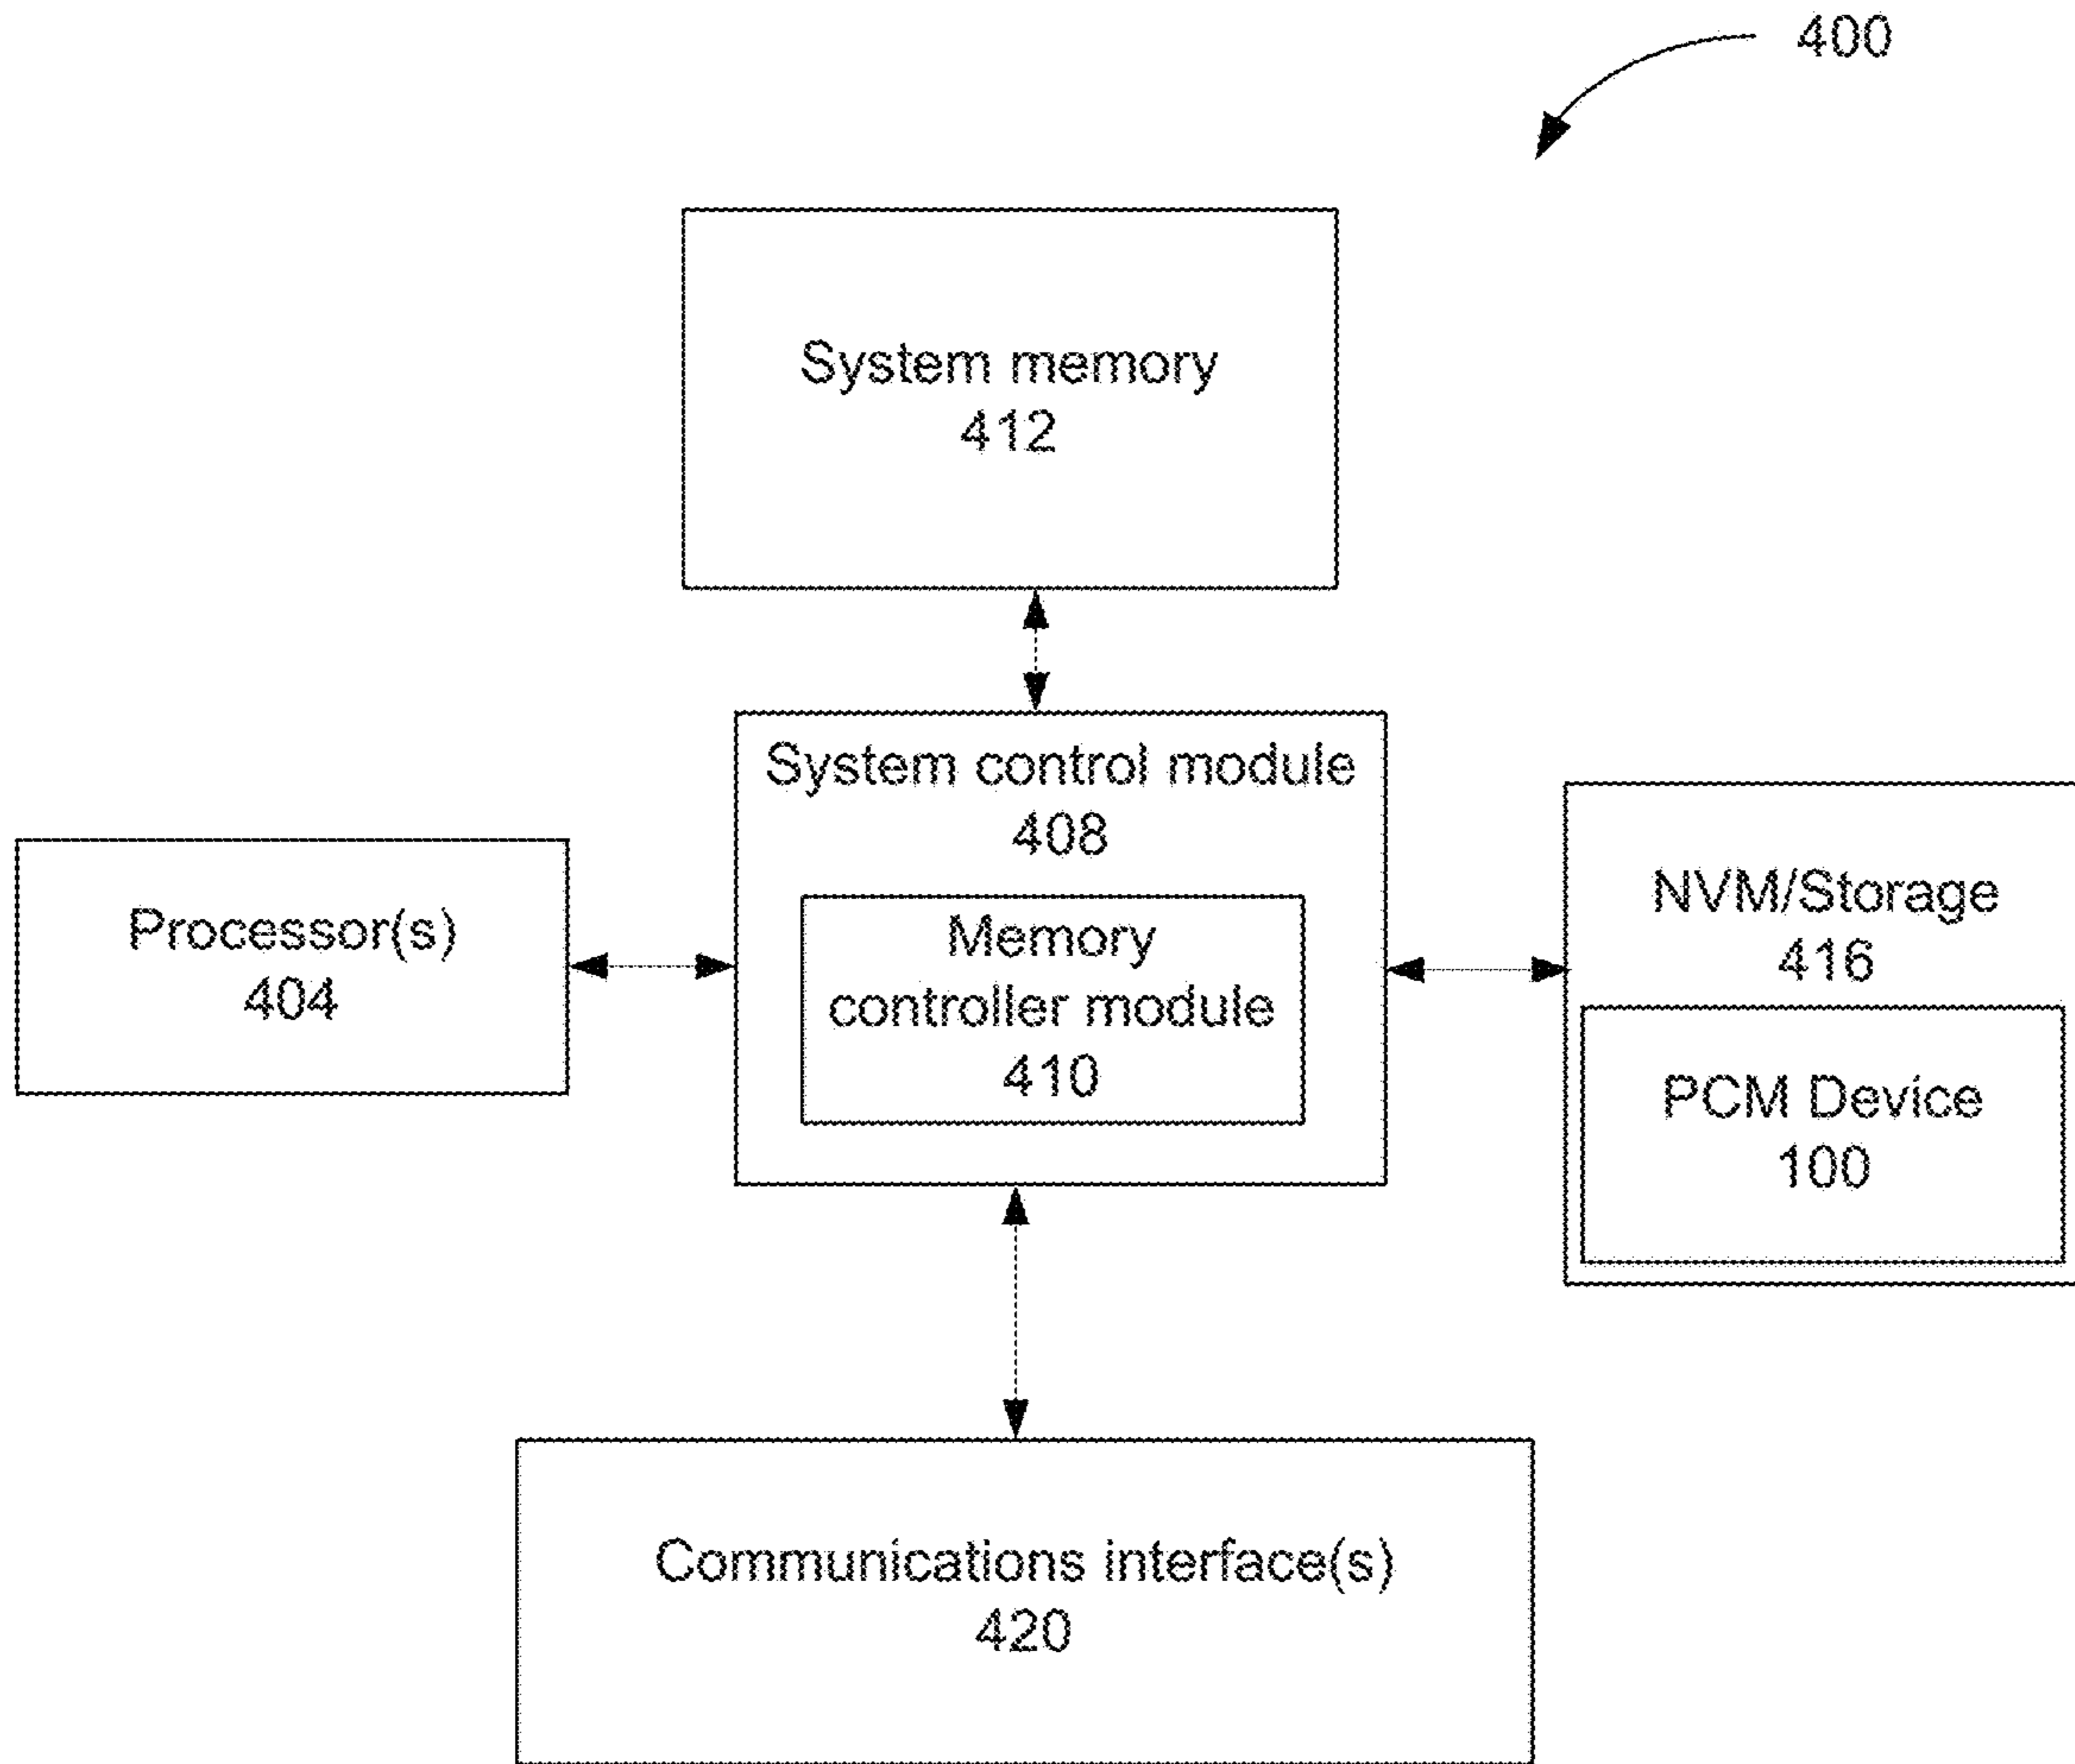 400
System memory
412
System control module
408
Memory
controller module
410
Processor(s)
404
NVM/Storage
416
PCM Device
100
Communications interface(s)
420